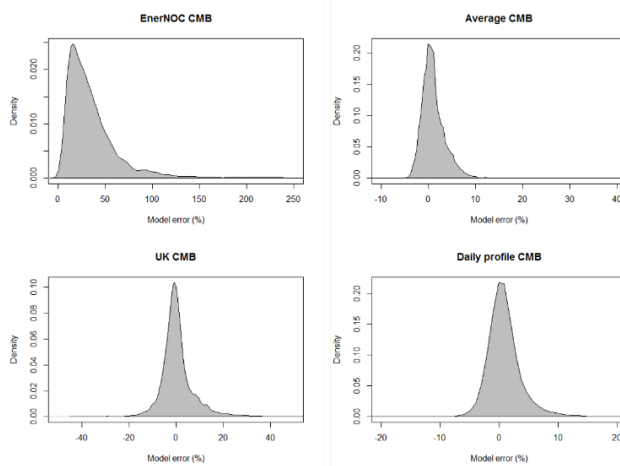 EnerNOC CMB
Density
0.000
0.010
0.020
0 50 100 150 200 250
Model error (%)
Average CMB
Density
0.00
0.05
0.10
0.15
0.20
-10 0 10 20 30 40
Model error (%)
UK CMB
Density
0.00
0.02
0.04
0.06
0.08
0.10
-40 -20 0 20 40
Model error (%)
Daily profile CMB
Density
0.00
0.05
0.10
0.15
0.20
-20 -10 0 10 20
Model error (%)